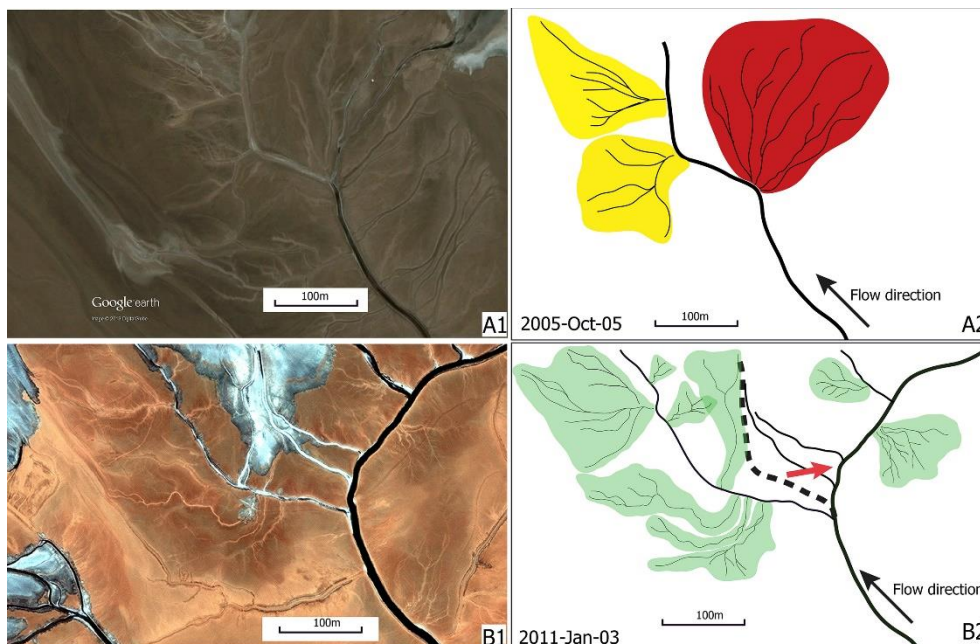 Google earth
100m
A1
2005-Oct-05
100m
Flow direction
A2
100m
B1
2011-Jan-03
100m
Flow direction